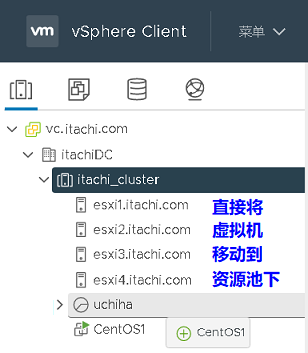 vm vSphere Client 菜单
vc.itachi.com
itachiDC
itachi_cluster
esxi1.itachi.com 直接将
esxi2.itachi.com 虚拟机
esxi3.itachi.com 移动到
esxi4.itachi.com 资源池下
uchiha
CentOS1 CentOS1